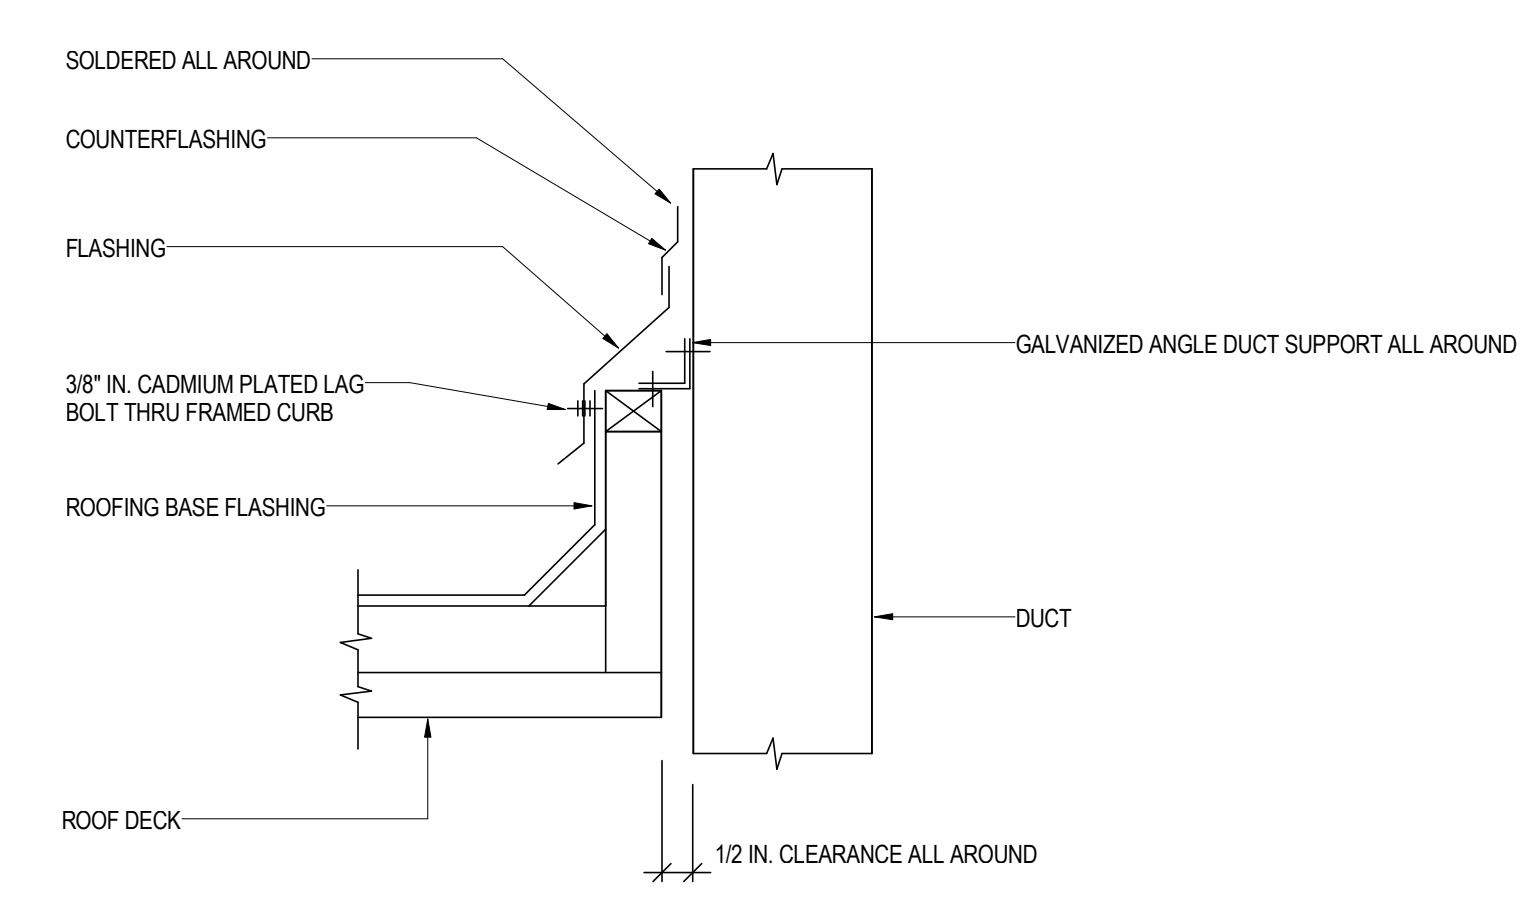 SOLDERED ALL AROUND
COUNTERFLASHING
FLASHING
GALVANIZED ANGLE DUCT SUPPORT ALL AROUND
3/8" IN. CADMIUM PLATED LAG
BOLT THRU FRAMED CURB
ROOFING BASE FLASHING
DUCT
ROOF DECK
1/2 IN. CLEARANCE ALL AROUND